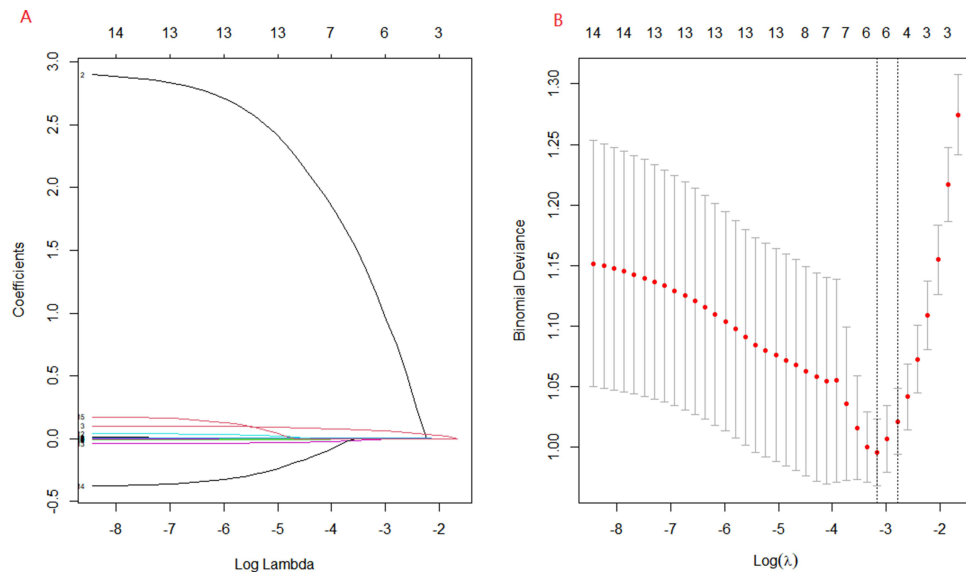 A
14 13 13 13 7 6 3
3.0
2.5
2.0
1.5
1.0
0.5
0.0
-0.5
Coefficients
2
15
3
14
-8 -7 -6 -5 -4 -3 -2
Log Lambda
B
14 14 13 13 13 13 13 8 7 7 6 6 4 3 3
1.30
1.25
1.20
1.15
1.10
1.05
1.00
Binomial Deviance
-8 -7 -6 -5 -4 -3 -2
Log(λ)